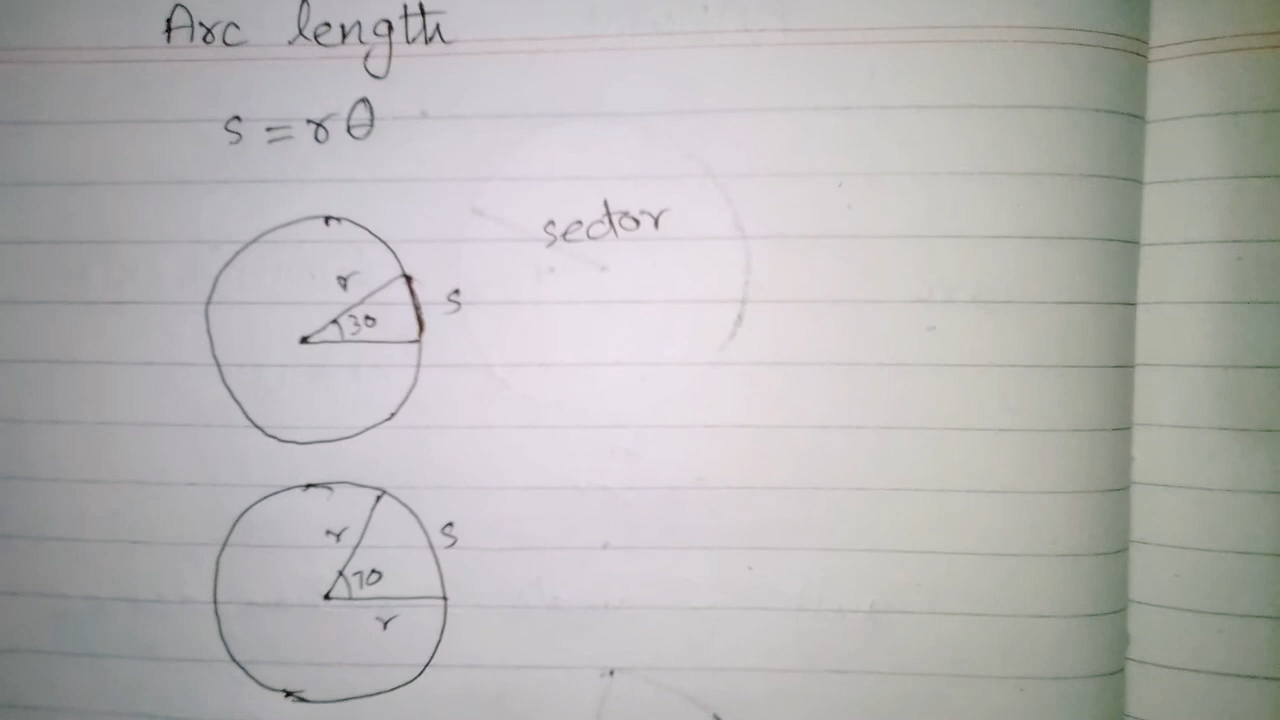 Arc length
s = rθ
sector
r
30
s
r
s
70
r